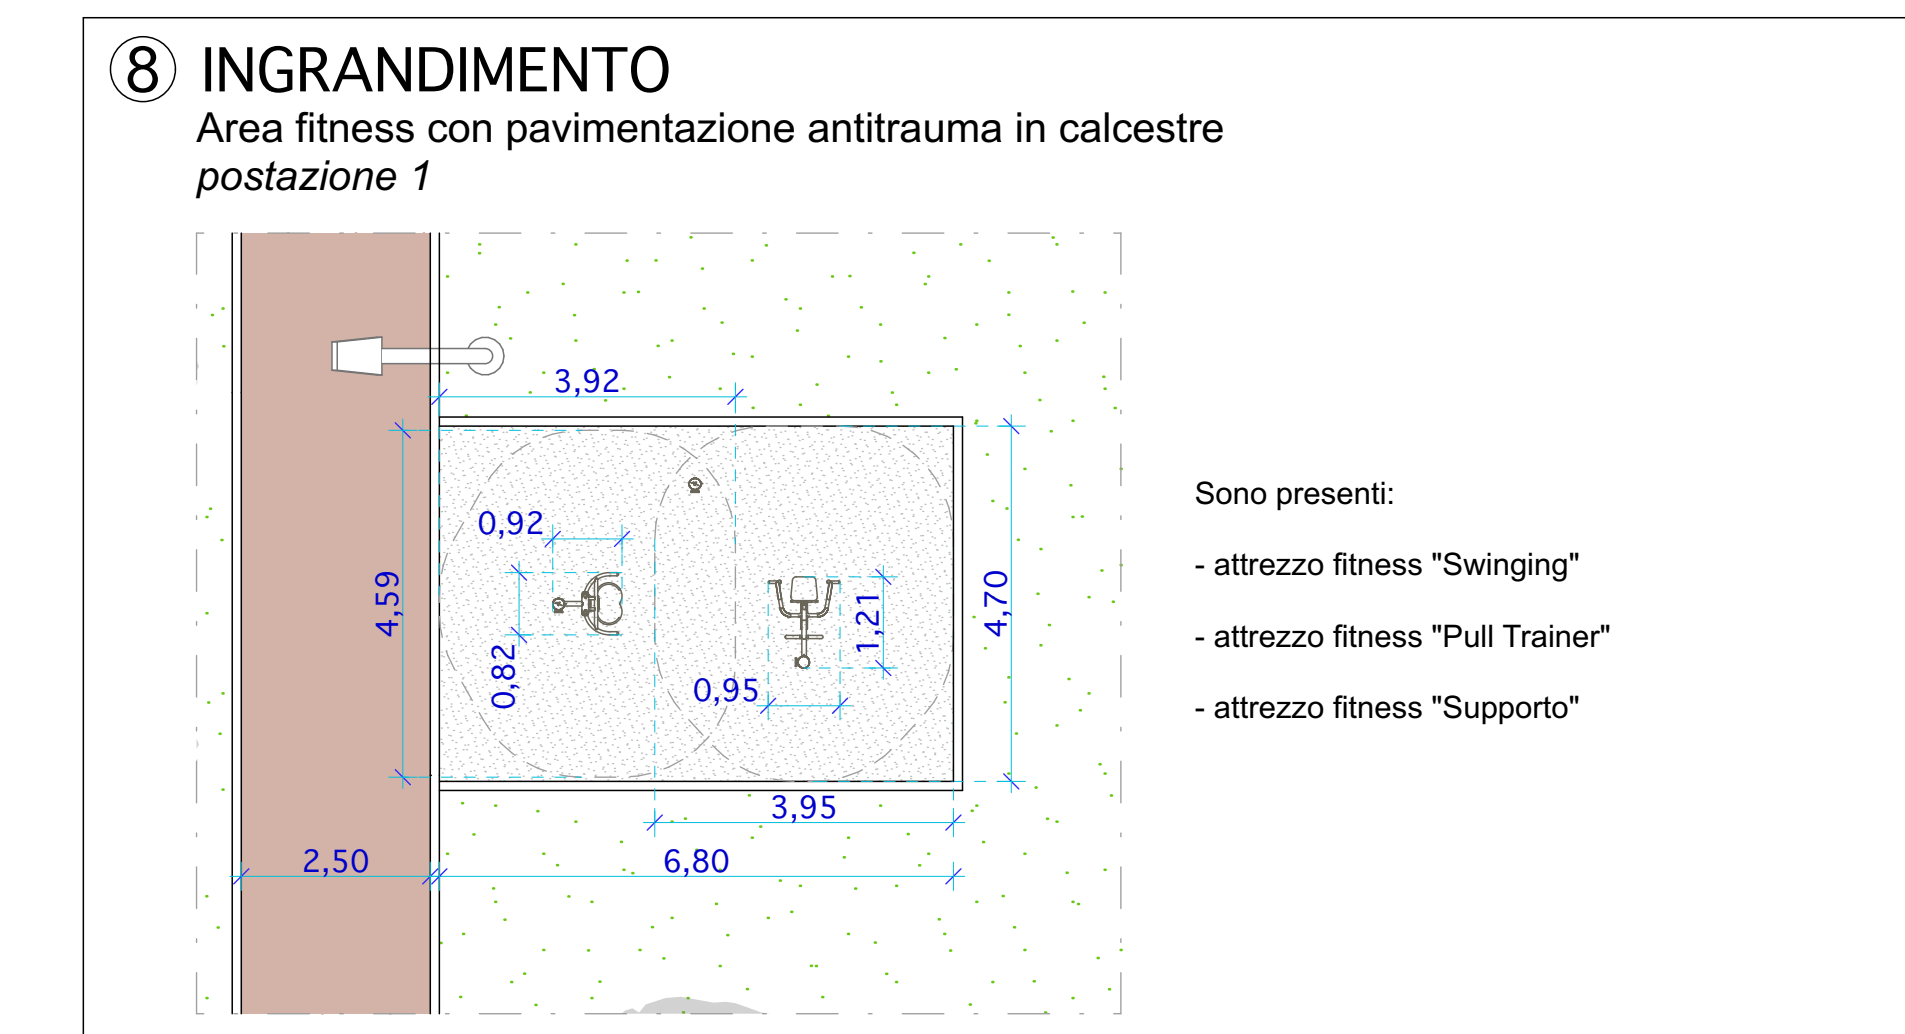 8 INGRANDIMENTO
Area fitness con pavimentazione antitrauma in calcestre
postazione 1
3,92
0,92
4,59
0,82
1,21
0,95
4,70
3,95
2,50
6,80
Sono presenti:
- attrezzo fitness "Swinging"
- attrezzo fitness "Pull Trainer"
- attrezzo fitness "Supporto"